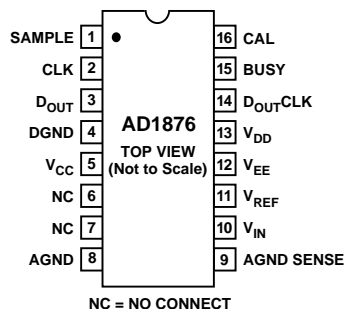 SAMPLE 1 16 CAL
CLK 2 15 BUSY
DOUT 3 14 DOUTCLK
DGND 4 AD1876 13 VDD
TOP VIEW
VCC 5 (Not to Scale) 12 VEE
NC 6 11 VREF
NC 7 10 VIN
AGND 8 9 AGND SENSE
NC = NO CONNECT